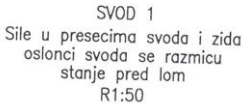 SVOD 1
Sile u presecima svoda i zida
oslonci svoda se razmicu
stanje pred lom
R1:50